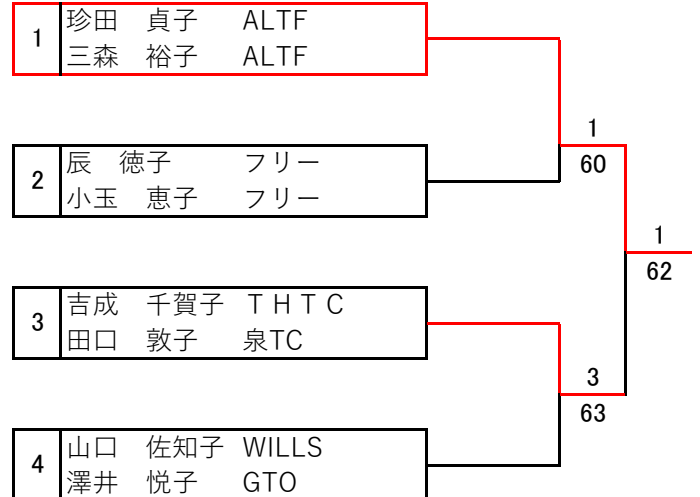 1
珍田 貞子 ALTF
三森 裕子 ALTF
1
60
2
辰 徳子 フリー
小玉 恵子 フリー
1
62
3
吉成 千賀子 ＴＨＴＣ
田口 敦子 泉TC
3
63
4
山口 佐知子 WILLS
澤井 悦子 GTO